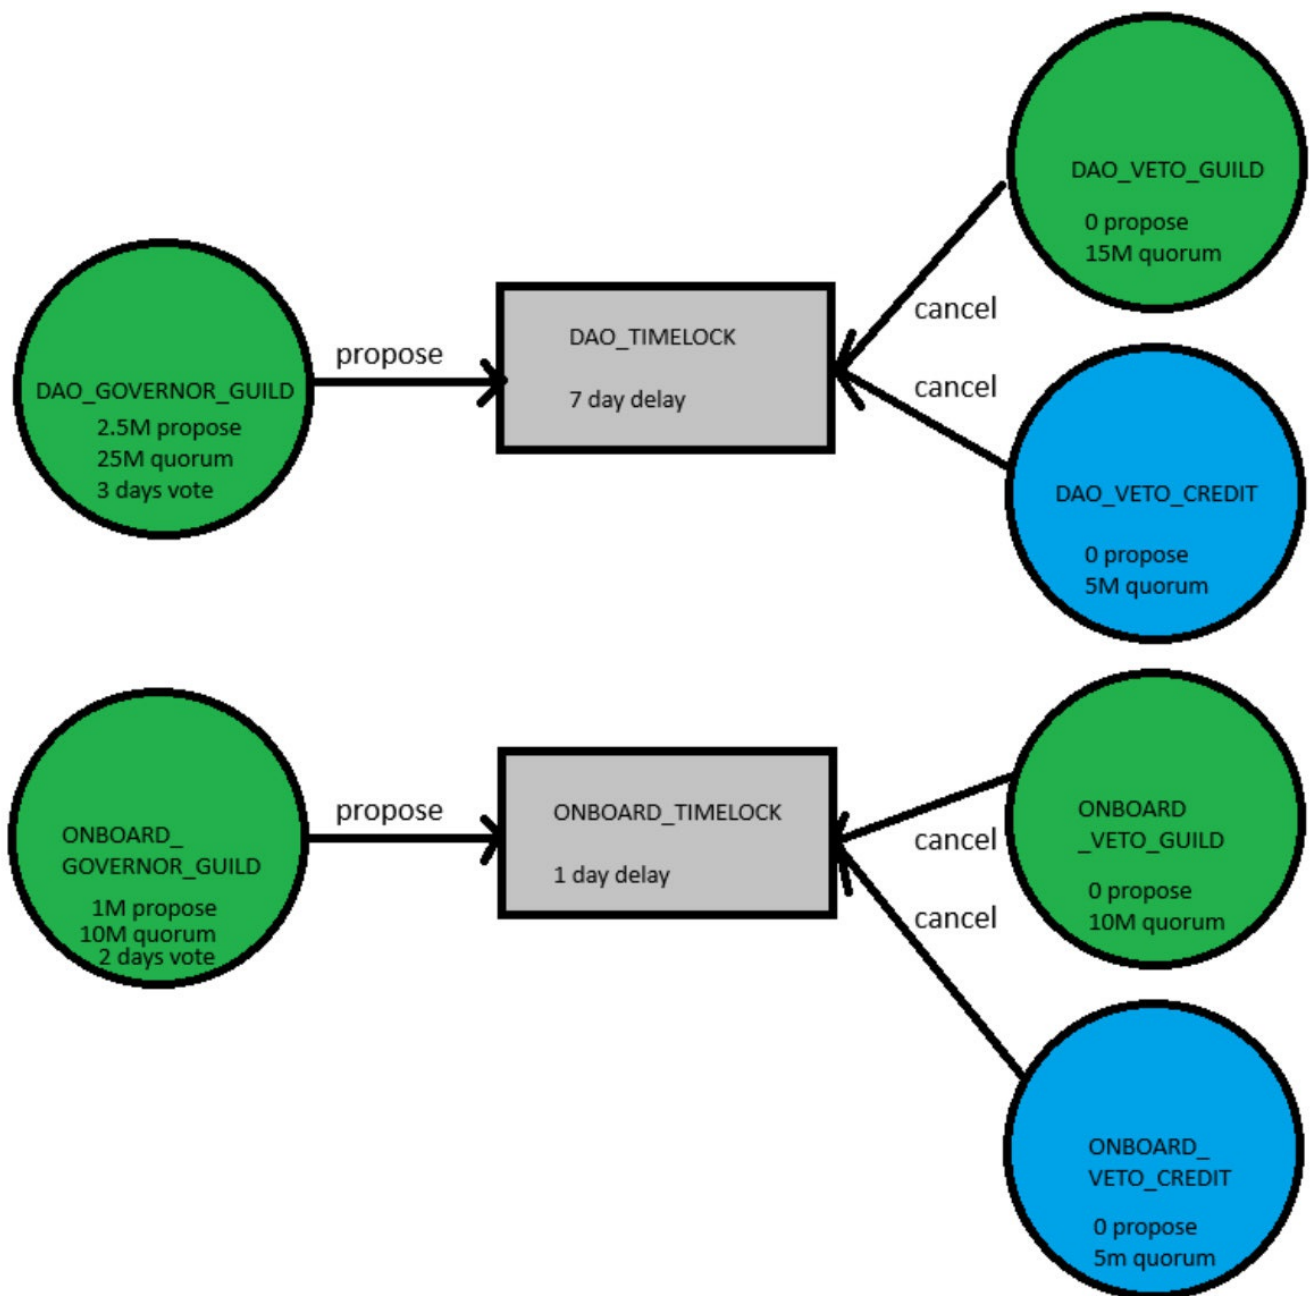 DAO_VETO_GUILD
0 propose
15M quorum
cancel
propose
DAO_TIMELOCK
7 day delay
DAO_GOVERNOR_GUILD
2.5M propose
25M quorum
3 days vote
cancel
DAO_VETO_CREDIT
0 propose
5M quorum
propose
ONBOARD_TIMELOCK
1 day delay
ONBOARD_
GOVERNOR_GUILD
1M propose
10M quorum
2 days vote
ONBOARD
_VETO_GUILD
0 propose
10M quorum
cancel
cancel
ONBOARD_
VETO_CREDIT
0 propose
5m quorum